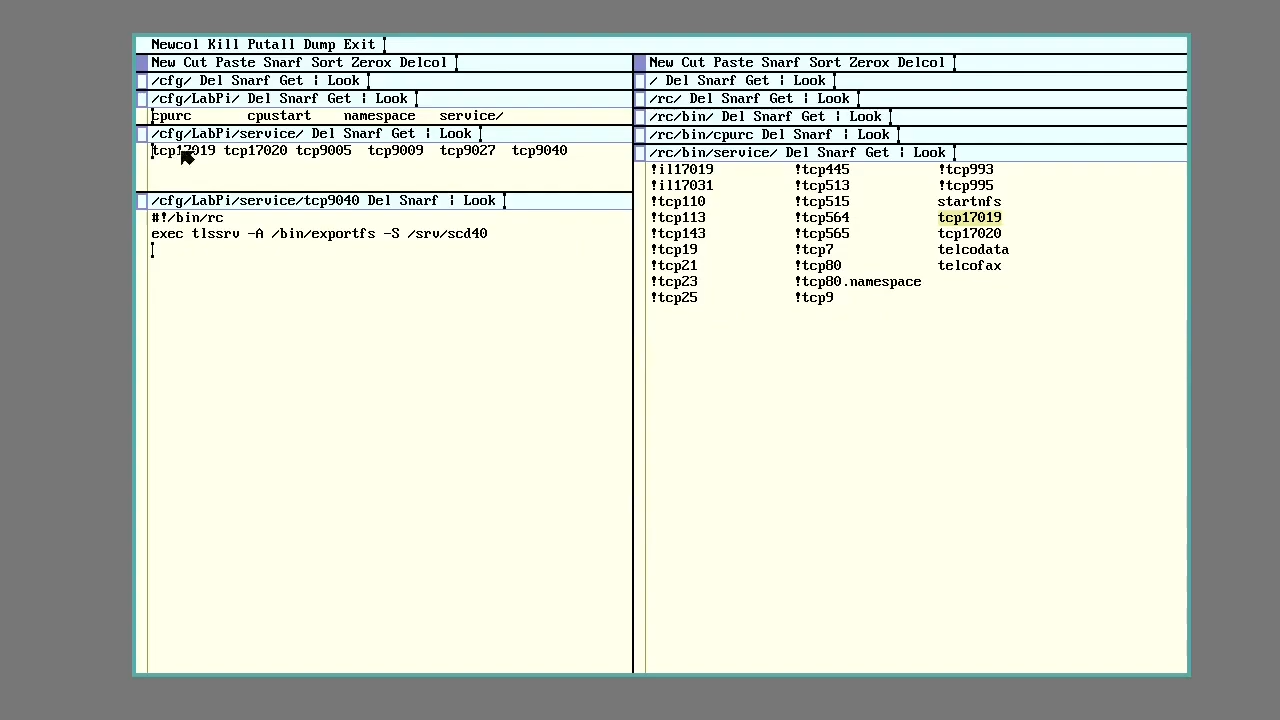 Newcol Kill Putall Dump Exit
New Cut Paste Snarf Sort Zerox Delcol
/cfg/ Del Snarf Get | Look
/cfg/LabPi/ Del Snarf Get | Look
cpurc cpustart namespace service/
/cfg/LabPi/service/ Del Snarf Get | Look
tcp17019 tcp17020 tcp9005 tcp9009 tcp9027 tcp9040
/cfg/LabPi/service/tcp9040 Del Snarf | Look
#!/bin/rc
exec tlssrv -A /bin/exportfs -S /srv/scd40
New Cut Paste Snarf Sort Zerox Delcol
/ Del Snarf Get | Look
/rc/ Del Snarf Get | Look
/rc/bin/ Del Snarf Get | Look
/rc/bin/cpurc Del Snarf | Look
/rc/bin/service/ Del Snarf Get | Look
!il17019 !tcp445 !tcp993
!il17031 !tcp513 !tcp995
!tcp110 !tcp515 startnfs
!tcp113 !tcp564 tcp17019
!tcp143 !tcp565 tcp17020
!tcp19 !tcp7 telcodata
!tcp21 !tcp80 telcofax
!tcp23 !tcp80.namespace
!tcp25 !tcp9